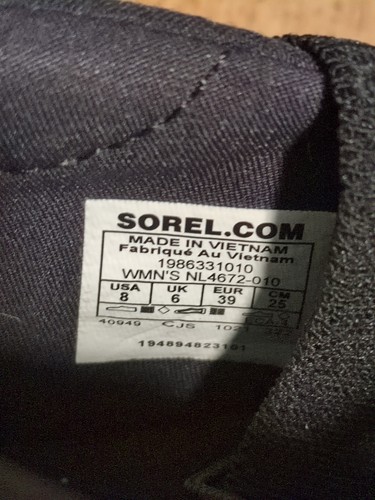 SOREL.COM
MADE IN VIETNAM
Fabriqué Au Vietnam
1986331010
WMN'S NL4672-010
USA UK EUR CM
8 6 39 25
40949 CJS